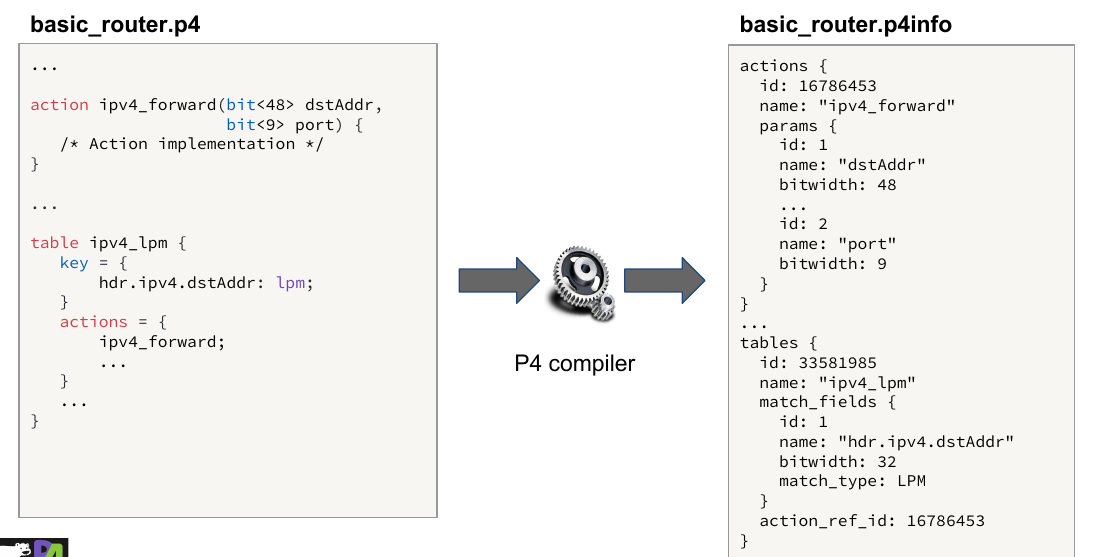 basic_router.p4
...
action ipv4_forward(bit<48> dstAddr,
                    bit<9> port) {
   /* Action implementation */
}
...
table ipv4_lpm {
   key = {
       hdr.ipv4.dstAddr: lpm;
   }
   actions = {
       ipv4_forward;
       ...
   }
   ...
}
P4 compiler
basic_router.p4info
actions {
  id: 16786453
  name: "ipv4_forward"
  params {
    id: 1
    name: "dstAddr"
    bitwidth: 48
    ...
    id: 2
    name: "port"
    bitwidth: 9
  }
}
...
tables {
  id: 33581985
  name: "ipv4_lpm"
  match_fields {
    id: 1
    name: "hdr.ipv4.dstAddr"
    bitwidth: 32
    match_type: LPM
  }
  action_ref_id: 16786453
}
P4